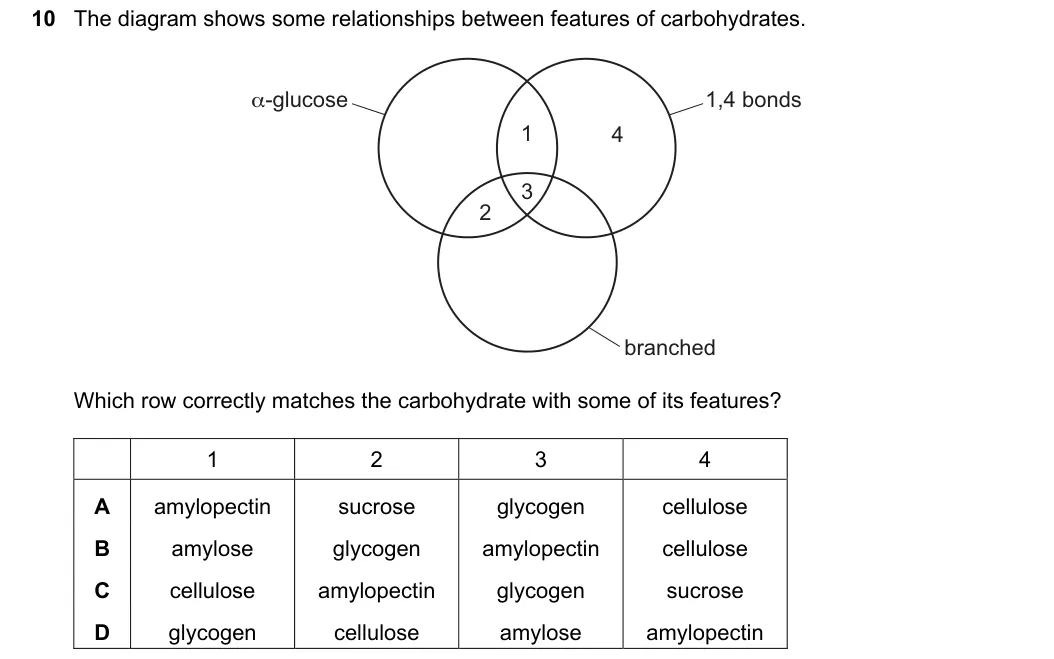 10 The diagram shows some relationships between features of carbohydrates.
α-glucose
1,4 bonds
1
4
3
2
branched
Which row correctly matches the carbohydrate with some of its features?
1 2 3 4
A amylopectin sucrose glycogen cellulose
B amylose glycogen amylopectin cellulose
C cellulose amylopectin glycogen sucrose
D glycogen cellulose amylose amylopectin